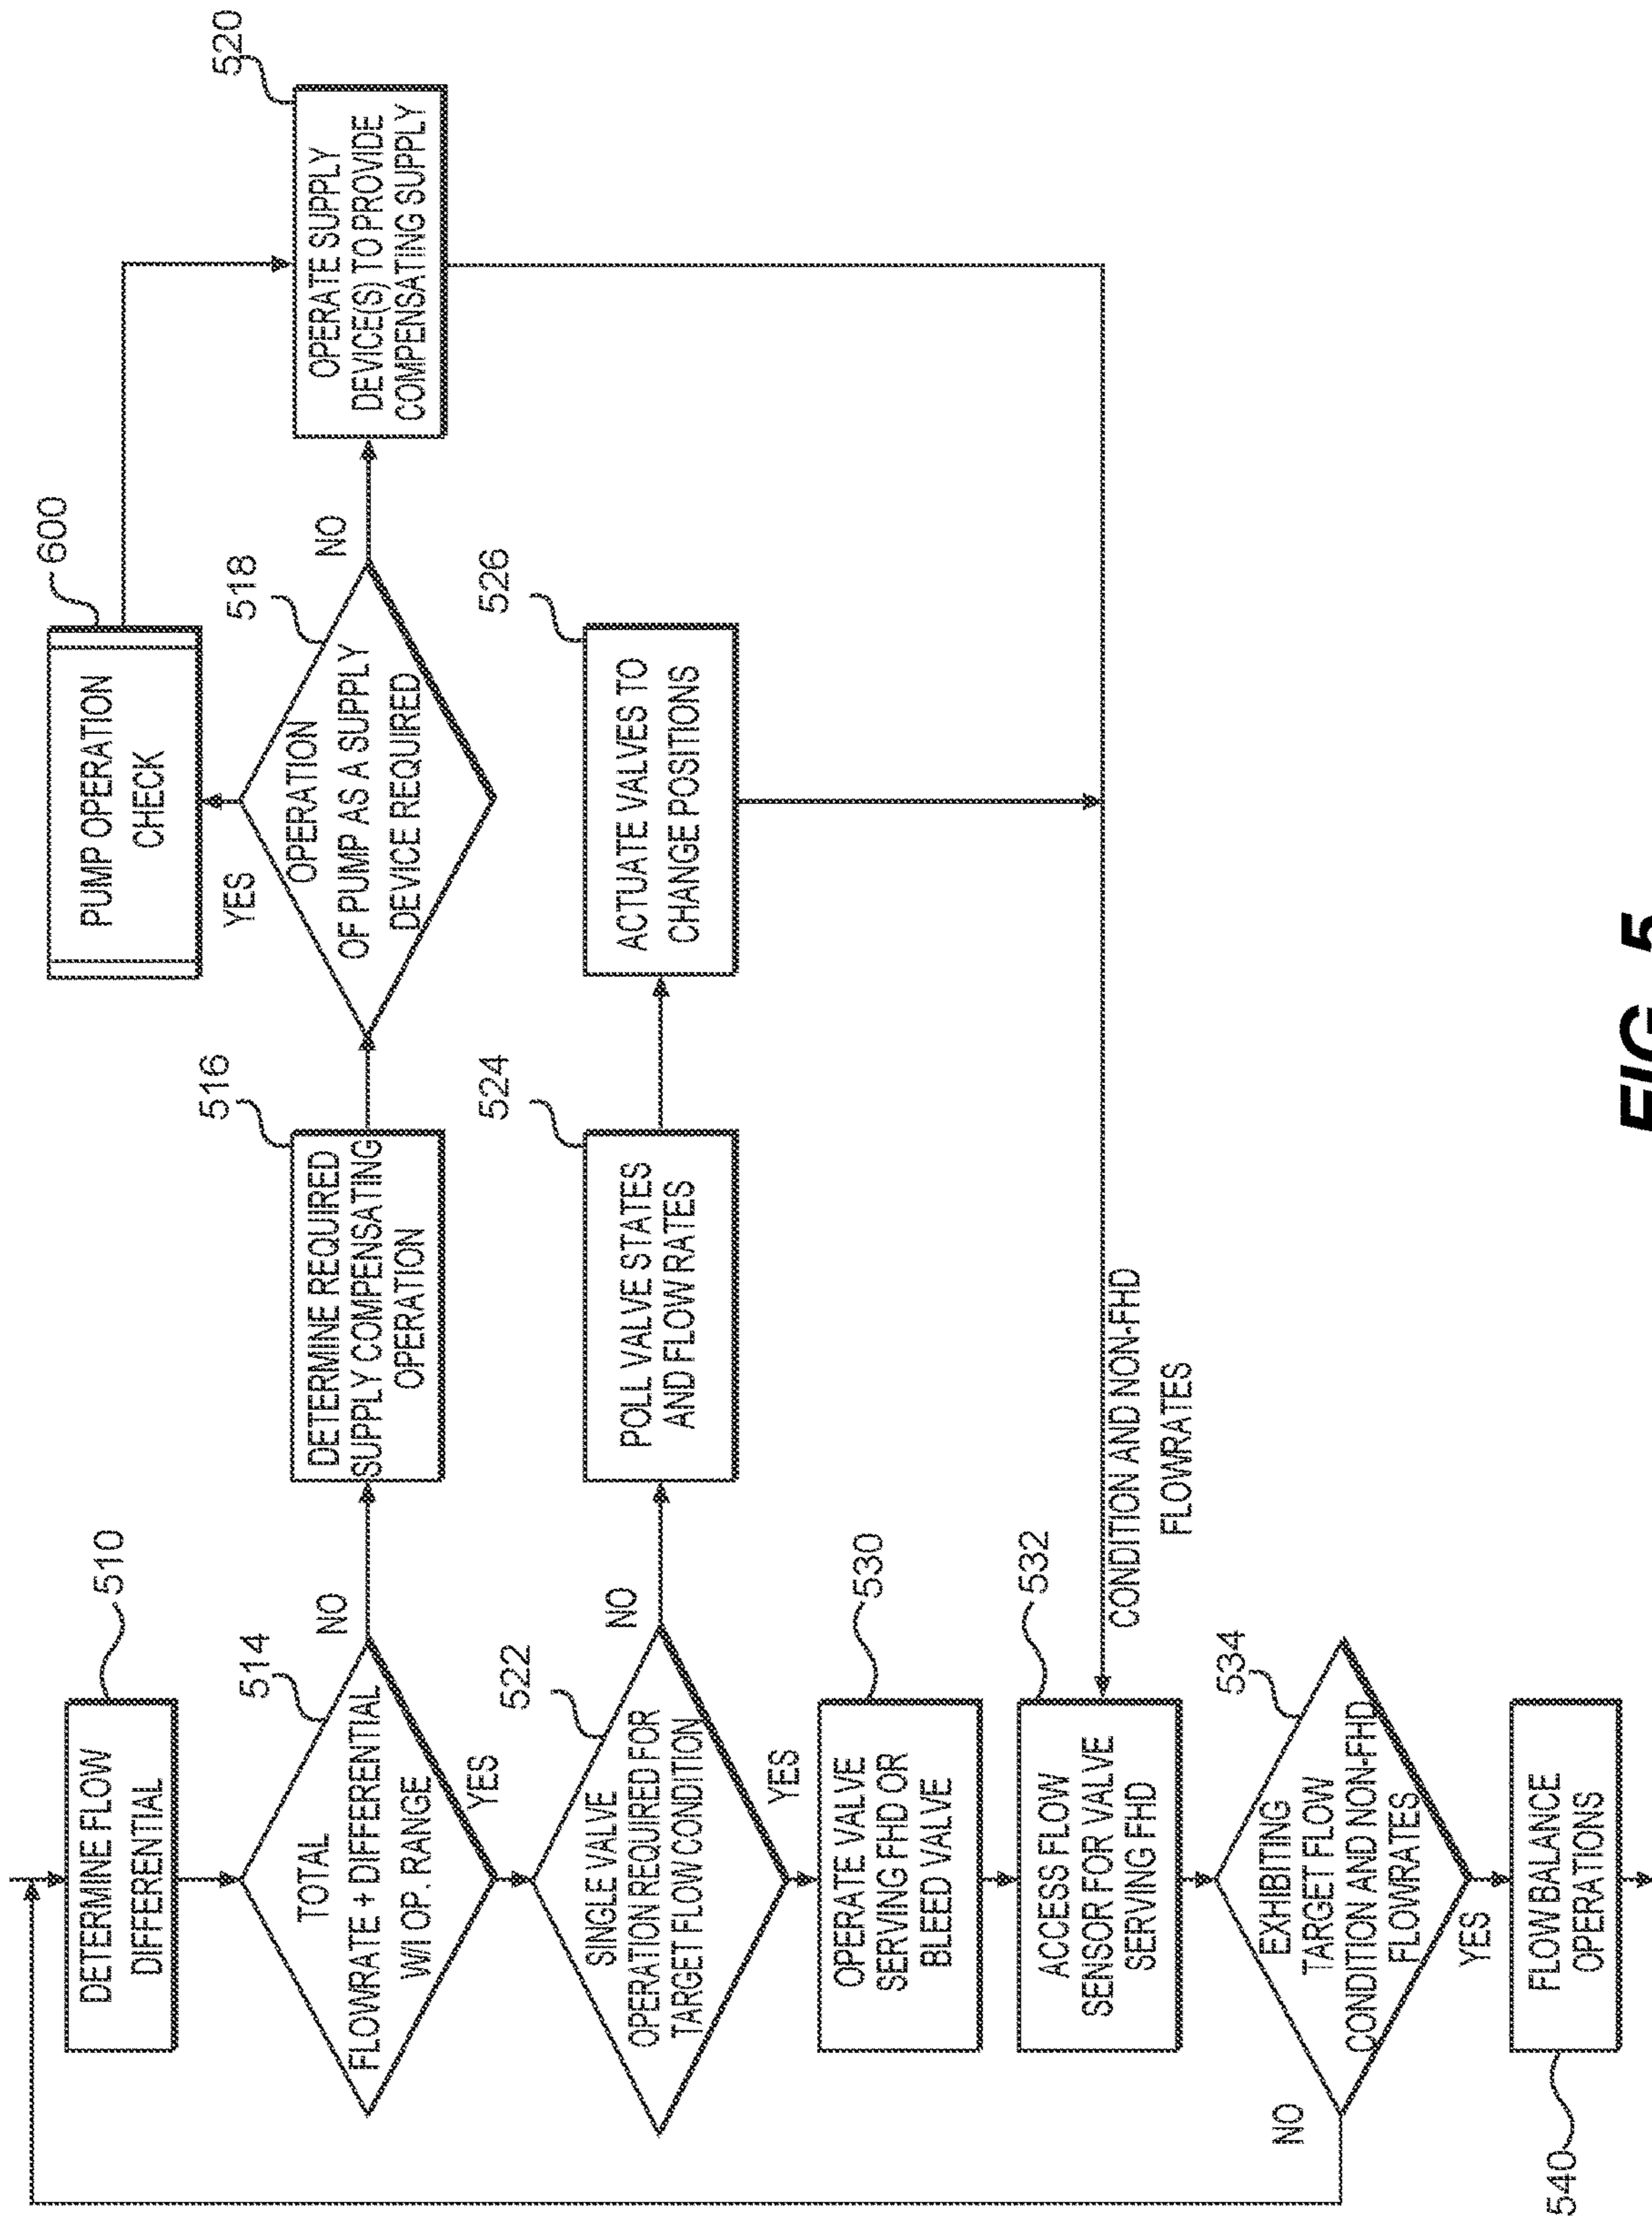 510
DETERMINE FLOW
DIFFERENTIAL
514
TOTAL
FLOWRATE + DIFFERENTIAL
W/I OP. RANGE
NO
YES
516
DETERMINE REQUIRED
SUPPLY COMPENSATING
OPERATION
518
OPERATION
OF PUMP AS A SUPPLY
DEVICE REQUIRED
YES
NO
600
PUMP OPERATION
CHECK
520
OPERATE SUPPLY
DEVICE(S) TO PROVIDE
COMPENSATING SUPPLY
522
SINGLE VALVE
OPERATION REQUIRED FOR
TARGET FLOW CONDITION
NO
YES
524
POLL VALVE STATES
AND FLOW RATES
526
ACTUATE VALVES TO
CHANGE POSITIONS
530
OPERATE VALVE
SERVING FHD OR
BLEED VALVE
532
ACCESS FLOW
SENSOR FOR VALVE
SERVING FHD
CONDITION AND NON-FHD
FLOWRATES
534
EXHIBITING
TARGET FLOW
CONDITION AND NON-FHD
FLOWRATES
NO
YES
540
FLOW BALANCE
OPERATIONS
FIG. 5